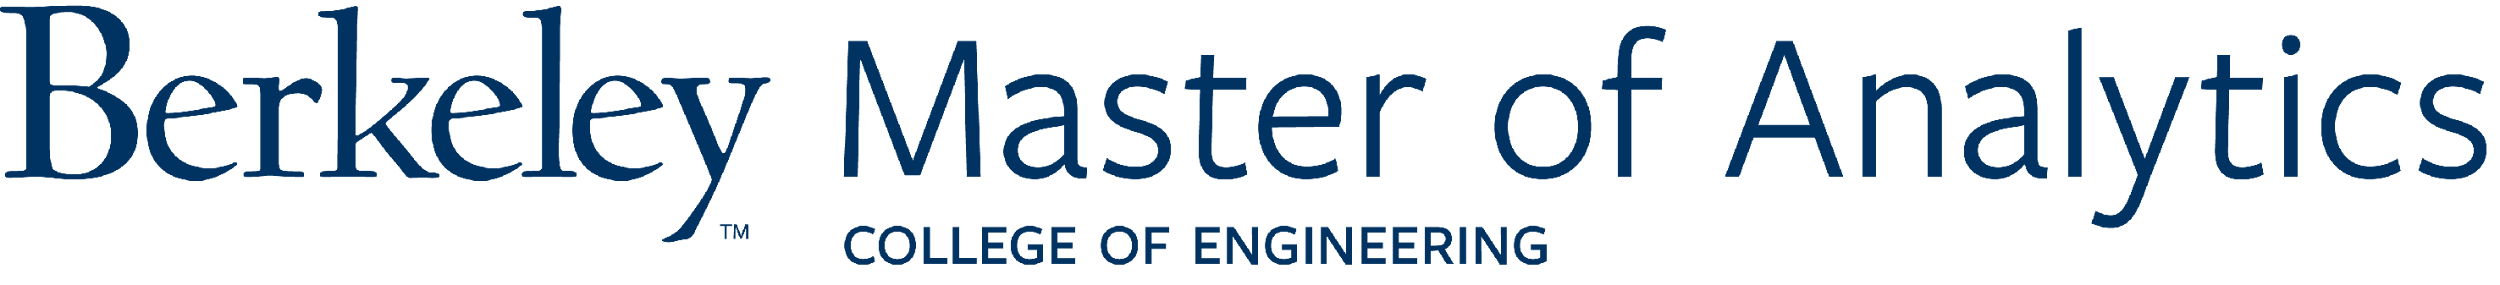 Berkeley™ Master of Analytics
COLLEGE OF ENGINEERING